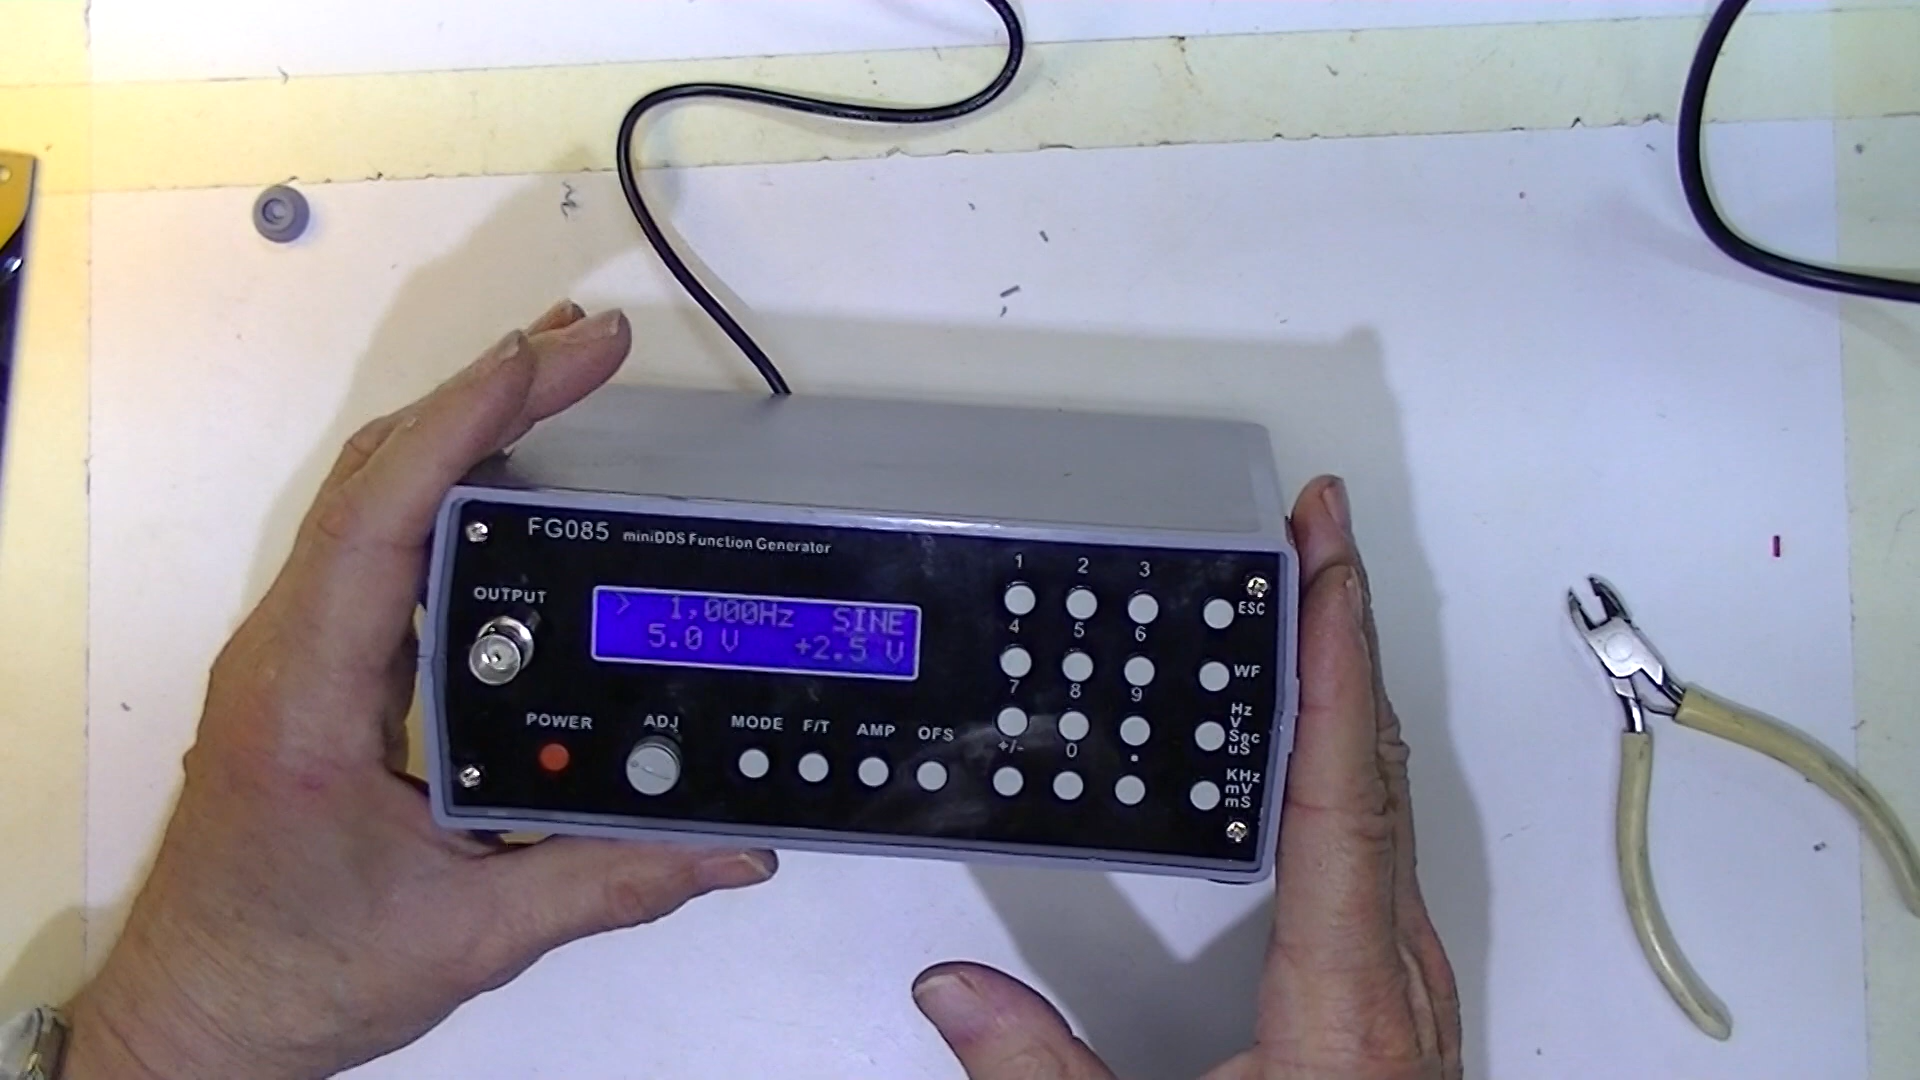 FG085 miniDDS Function Generator
OUTPUT
> 1,000Hz SINE
5.0 V +2.5 V
POWER
ADJ
MODE F/T AMP OFS
1 2 3
ESC
4 5 6
WF
7 8 9
Hz
V
Sec
uS
+/- 0 .
KHz
mV
mS